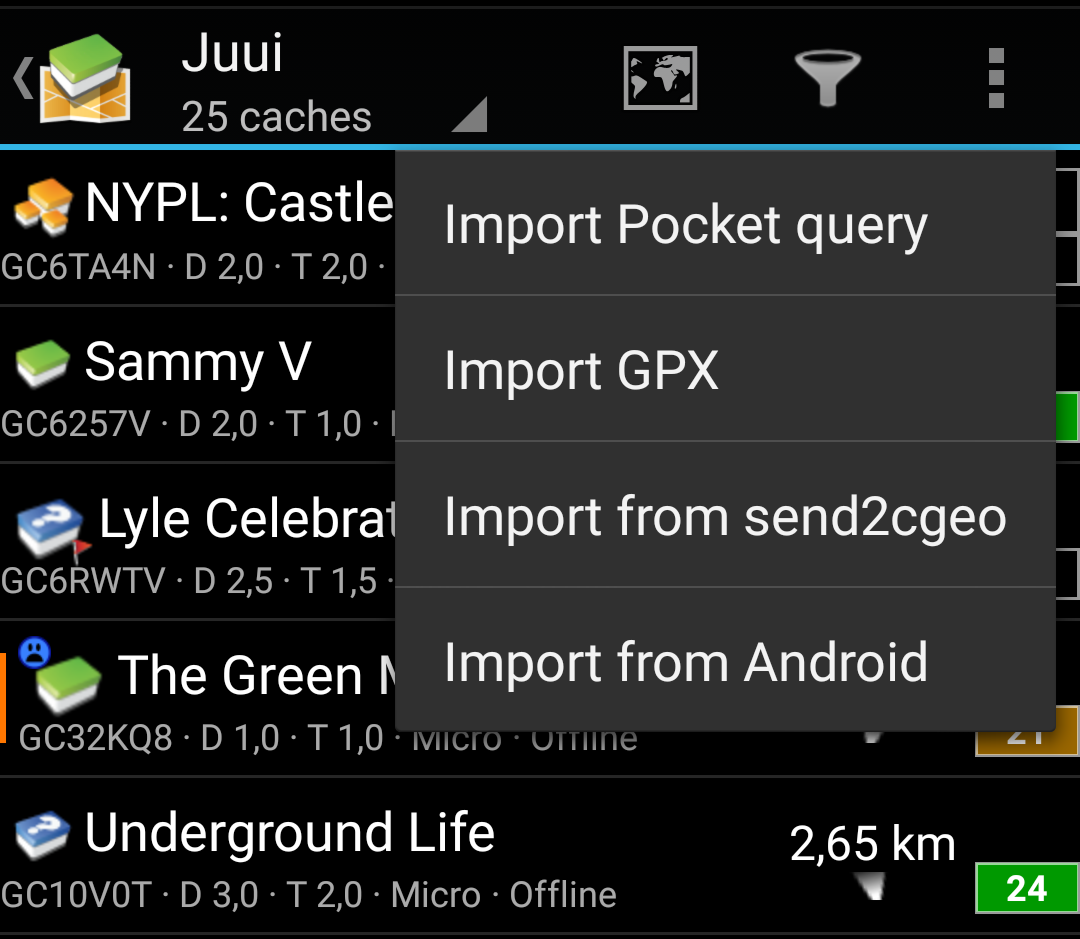 Juui
25 caches
NYPL: Castle
GC6TA4N · D 2,0 · T 2,0 ·
Sammy V
GC6257V · D 2,0 · T 1,0 ·
Lyle Celebrat
GC6RWTV · D 2,5 · T 1,5 ·
The Green
GC32KQ8 · D 1,0 · T 1,0 · Micro · Offline
21
Underground Life
2,65 km
GC10V0T · D 3,0 · T 2,0 · Micro · Offline
24
Import Pocket query
Import GPX
Import from send2cgeo
Import from Android